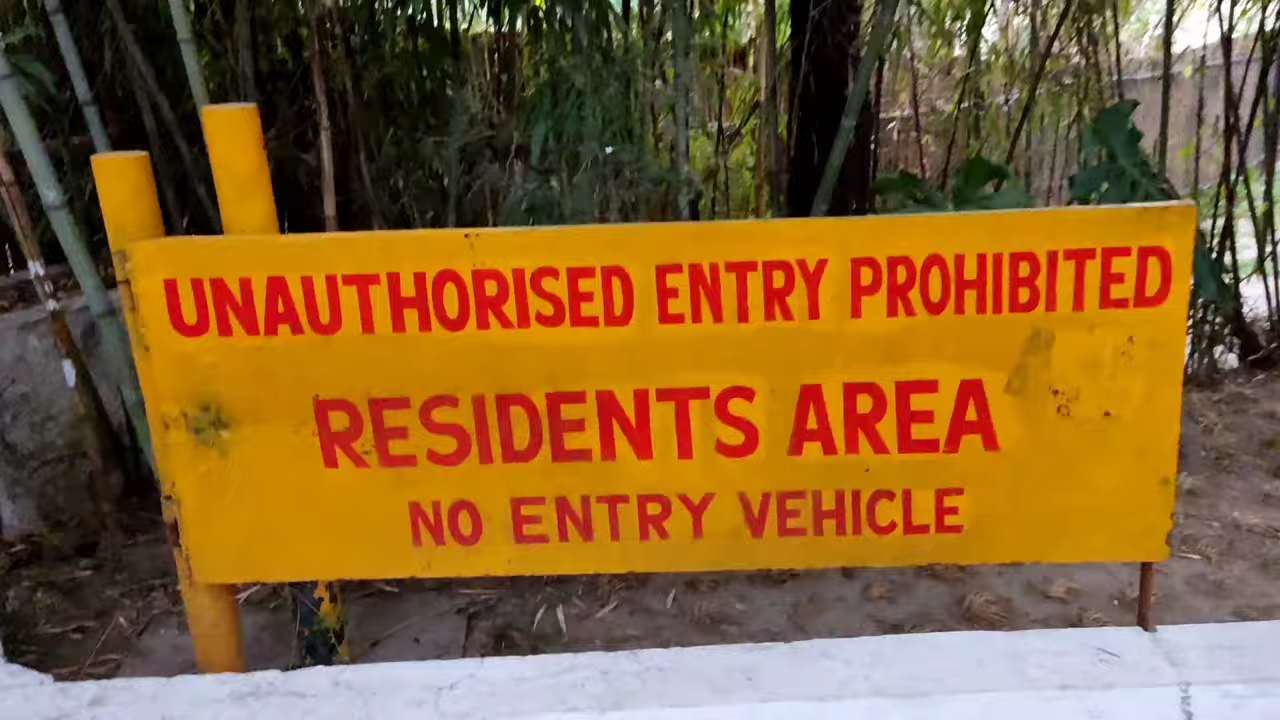 UNAUTHORISED ENTRY PROHIBITED
RESIDENTS AREA
NO ENTRY VEHICLE